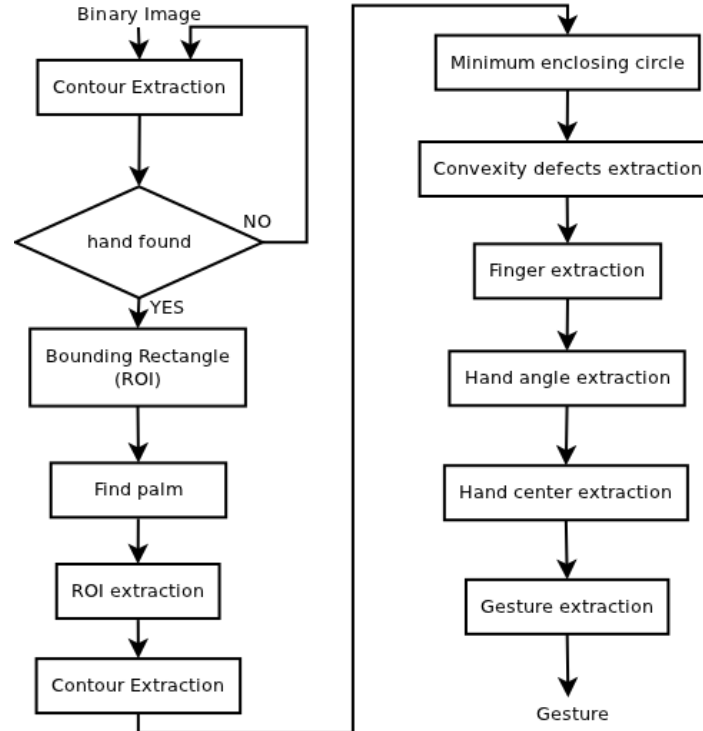 Binary Image
Contour Extraction
hand found
NO
YES
Bounding Rectangle
(ROI)
Find palm
ROI extraction
Contour Extraction
Minimum enclosing circle
Convexity defects extraction
Finger extraction
Hand angle extraction
Hand center extraction
Gesture extraction
Gesture